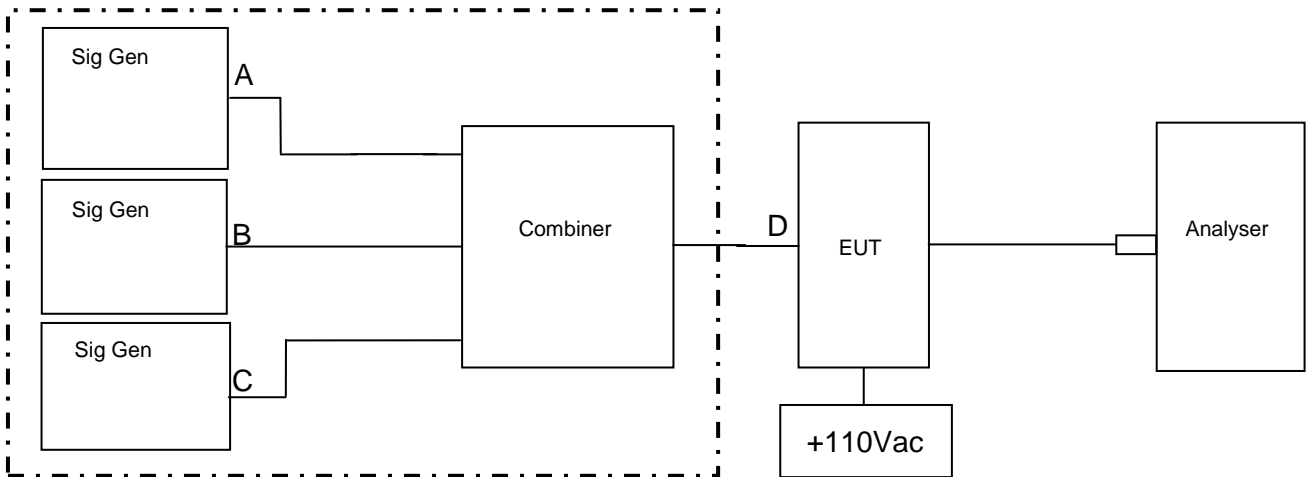 Sig Gen
A
Sig Gen
B
Sig Gen
C
Combiner
D
EUT
Analyser
+110Vac